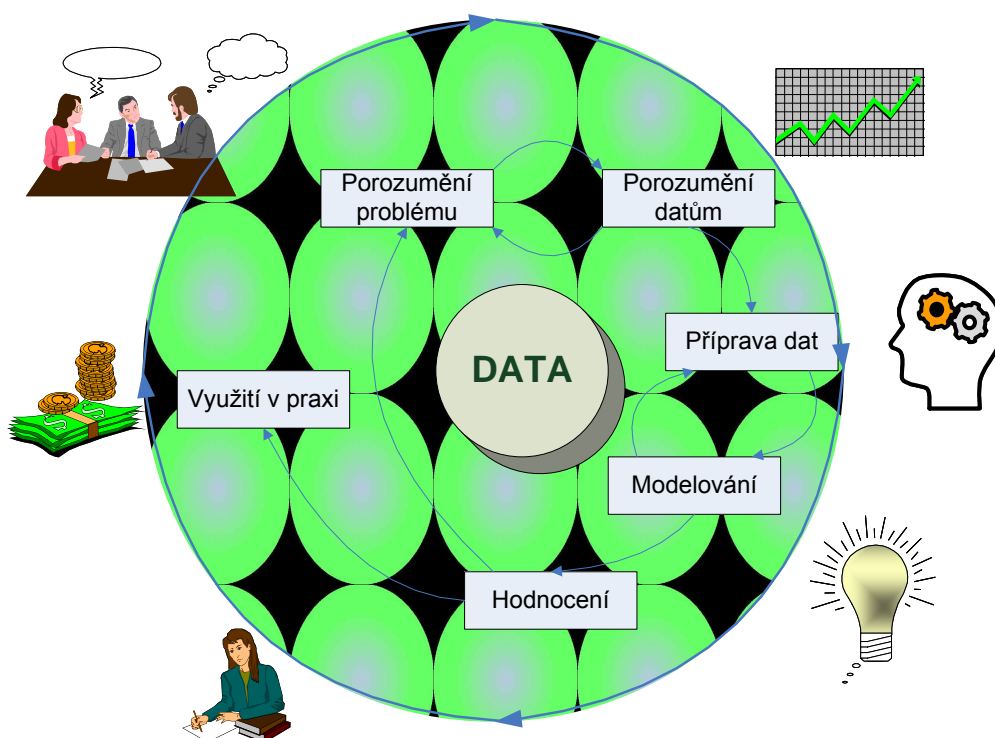 Porozumění
problému
Porozumění
datům
Příprava dat
DATA
Využití v praxi
Modelování
Hodnocení